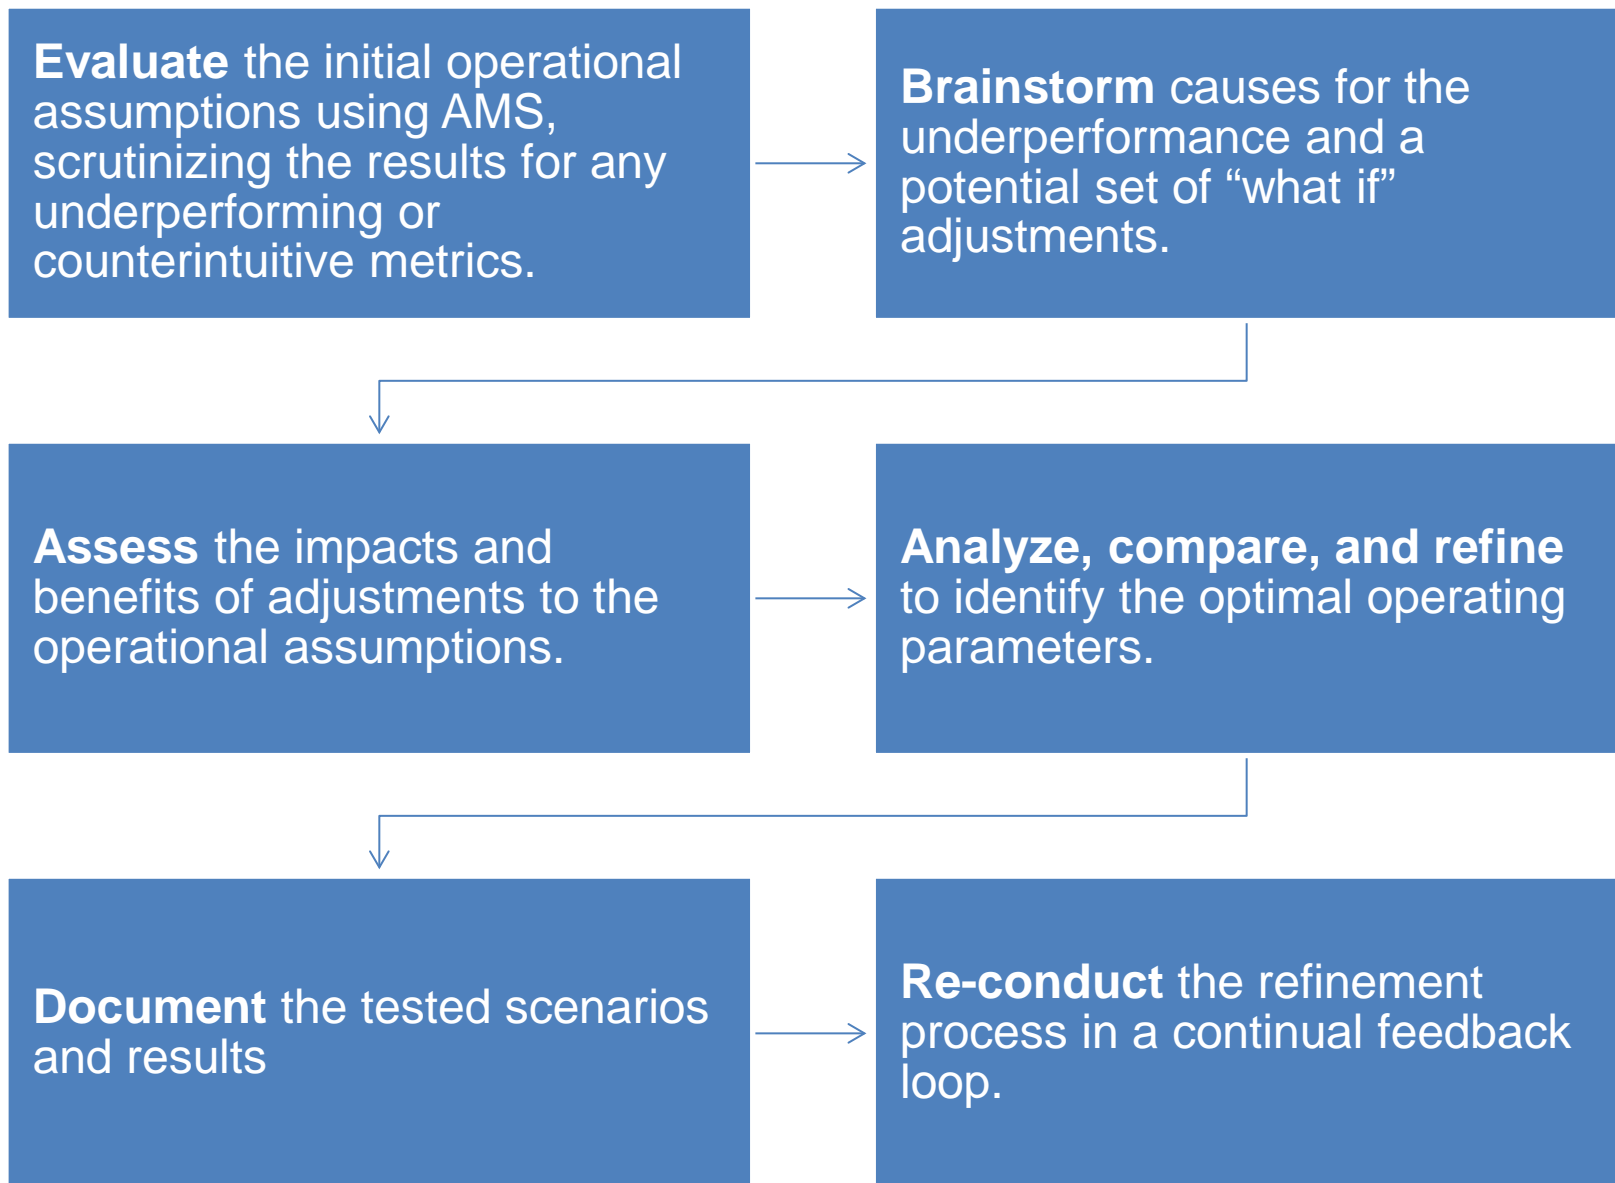 Evaluate the initial operational
assumptions using AMS,
scrutinizing the results for any
underperforming or
counterintuitive metrics.
Brainstorm causes for the
underperformance and a
potential set of “what if”
adjustments.
Assess the impacts and
benefits of adjustments to the
operational assumptions.
Analyze, compare, and refine
to identify the optimal operating
parameters.
Document the tested scenarios
and results
Re-conduct the refinement
process in a continual feedback
loop.